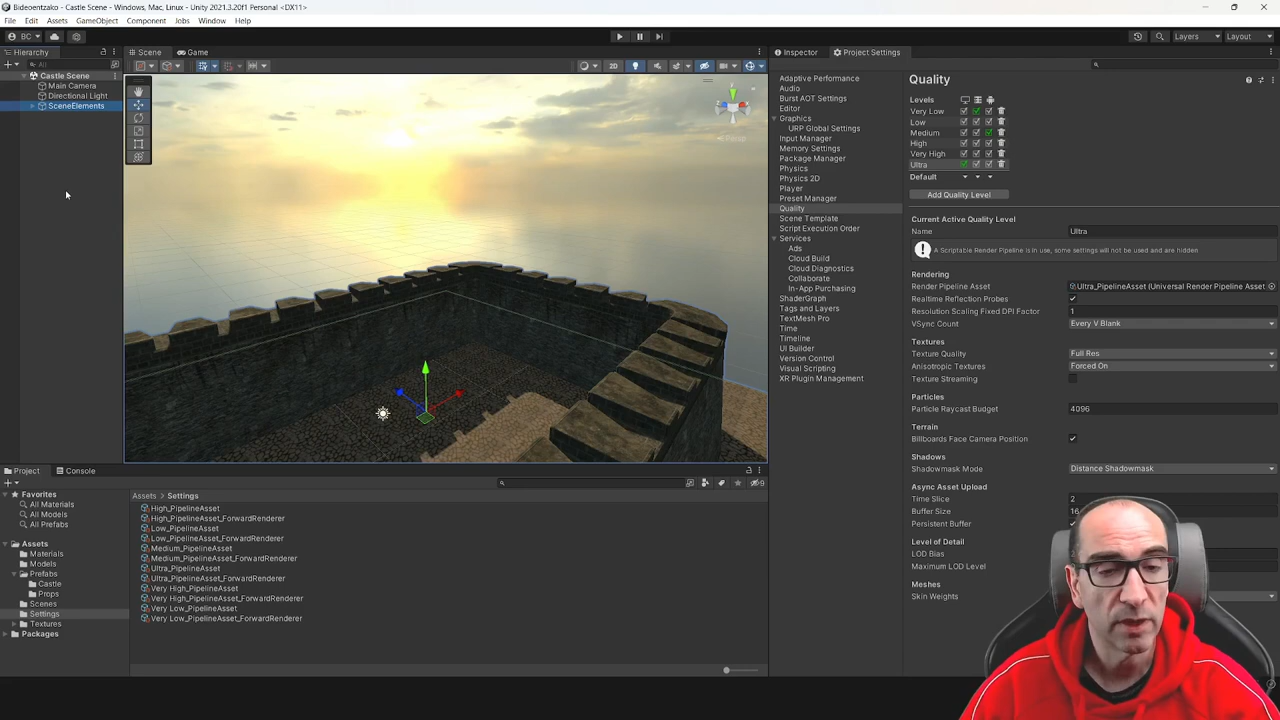 Bideoentzako - Castle Scene - Windows, Mac, Linux - Unity 2021.3.20f1 Personal <DX11>
File Edit Assets GameObject Component Jobs Window Help
BC Layers Layout
Hierarchy
All
Castle Scene
Main Camera
Directional Light
SceneElements
Scene Game
2D
Persp
Inspector Project Settings
Adaptive Performance
Audio
Burst AOT Settings
Editor
Graphics
URP Global Settings
Input Manager
Memory Settings
Package Manager
Physics
Physics 2D
Player
Preset Manager
Quality
Scene Template
Script Execution Order
Services
Ads
Cloud Build
Cloud Diagnostics
Collaborate
In-App Purchasing
ShaderGraph
Tags and Layers
TextMesh Pro
Time
Timeline
UI Builder
Version Control
Visual Scripting
XR Plugin Management
Quality
Levels
Very Low
Low
Medium
High
Very High
Ultra
Default
Add Quality Level
Current Active Quality Level
Name Ultra
A Scriptable Render Pipeline is in use, some settings will not be used and are hidden
Rendering
Render Pipeline Asset Ultra_PipelineAsset (Universal Render Pipeline Asset
Realtime Reflection Probes
Resolution Scaling Fixed DPI Factor 1
VSync Count Every V Blank
Textures
Texture Quality Full Res
Anisotropic Textures Forced On
Texture Streaming
Particles
Particle Raycast Budget 4096
Terrain
Billboards Face Camera Position
Shadows
Shadowmask Mode Distance Shadowmask
Async Asset Upload
Time Slice 2
Buffer Size 16
Persistent Buffer
Level of Detail
LOD Bias
Maximum LOD Level
Meshes
Skin Weights
Project Console
9
Favorites
All Materials
All Models
All Prefabs
Assets
Materials
Models
Prefabs
Castle
Props
Scenes
Settings
Textures
Packages
Assets > Settings
High_PipelineAsset
High_PipelineAsset_ForwardRenderer
Low_PipelineAsset
Low_PipelineAsset_ForwardRenderer
Medium_PipelineAsset
Medium_PipelineAsset_ForwardRenderer
Ultra_PipelineAsset
Ultra_PipelineAsset_ForwardRenderer
Very High_PipelineAsset
Very High_PipelineAsset_ForwardRenderer
Very Low_PipelineAsset
Very Low_PipelineAsset_ForwardRenderer